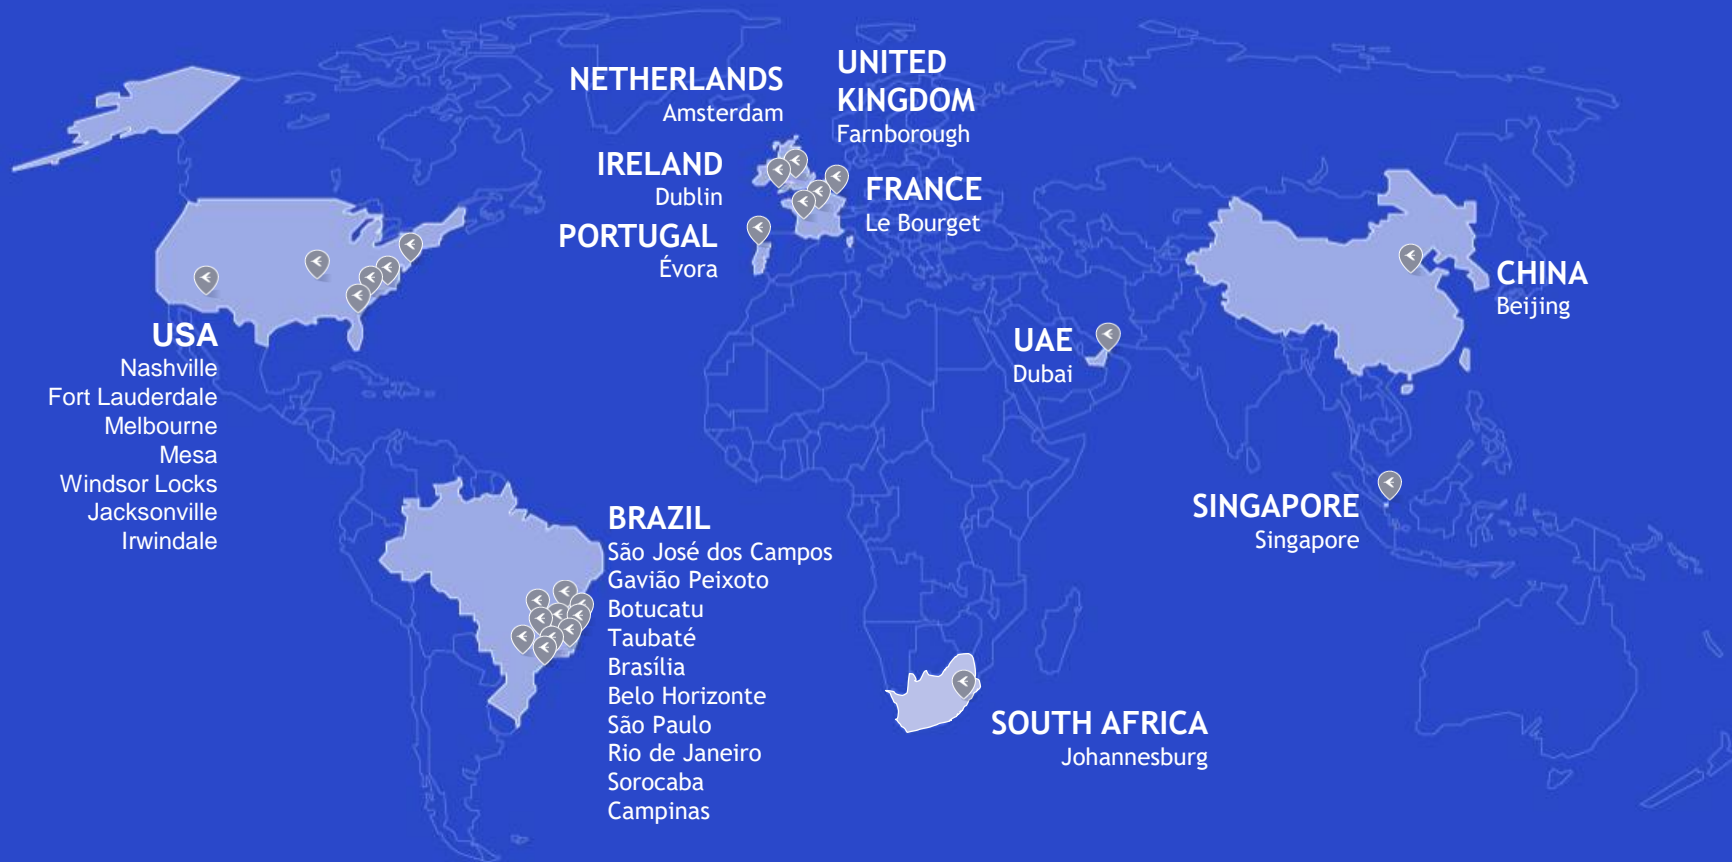 NETHERLANDS
Amsterdam
UNITED
KINGDOM
Farnborough
IRELAND
Dublin
FRANCE
Le Bourget
PORTUGAL
Évora
CHINA
Beijing
USA
Nashville
Fort Lauderdale
Melbourne
Mesa
Windsor Locks
Jacksonville
Irwindale
UAE
Dubai
SINGAPORE
Singapore
BRAZIL
São José dos Campos
Gavião Peixoto
Botucatu
Taubaté
Brasília
Belo Horizonte
São Paulo
Rio de Janeiro
Sorocaba
Campinas
SOUTH AFRICA
Johannesburg